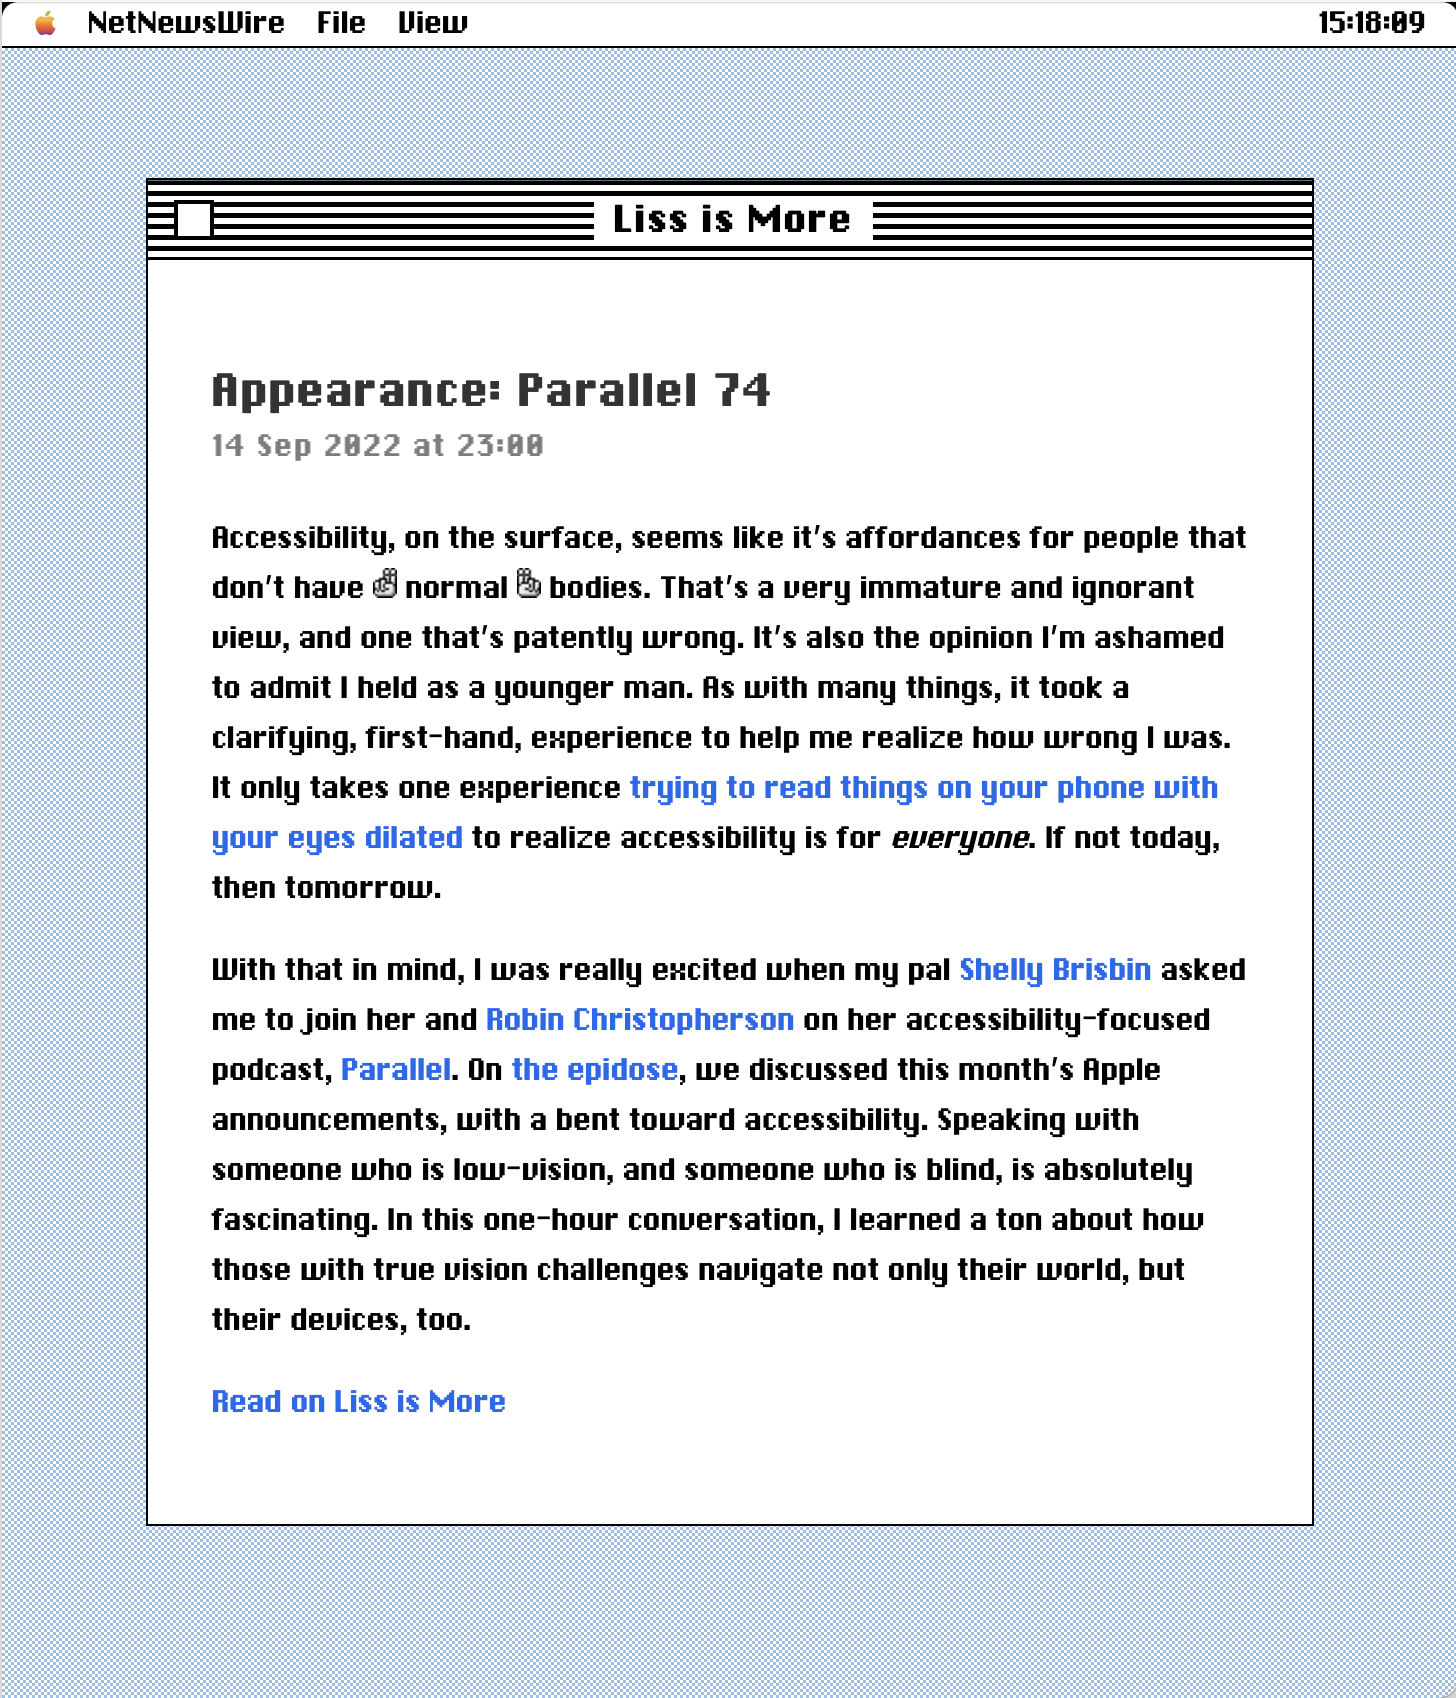 NetNewsWire File View 15:18:09
Liss is More
Appearance: Parallel 74
14 Sep 2022 at 23:00
Accessibility, on the surface, seems like it's affordances for people that
don't have normal bodies. That's a very immature and ignorant
view, and one that's patently wrong. It's also the opinion I'm ashamed
to admit I held as a younger man. As with many things, it took a
clarifying, first-hand, experience to help me realize how wrong I was.
It only takes one experience trying to read things on your phone with
your eyes dilated to realize accessibility is for everyone. If not today,
then tomorrow.
With that in mind, I was really excited when my pal Shelly Brisbin asked
me to join her and Robin Christopherson on her accessibility-focused
podcast, Parallel. On the epidose, we discussed this month's Apple
announcements, with a bent toward accessibility. Speaking with
someone who is low-vision, and someone who is blind, is absolutely
fascinating. In this one-hour conversation, I learned a ton about how
those with true vision challenges navigate not only their world, but
their devices, too.
Read on Liss is More